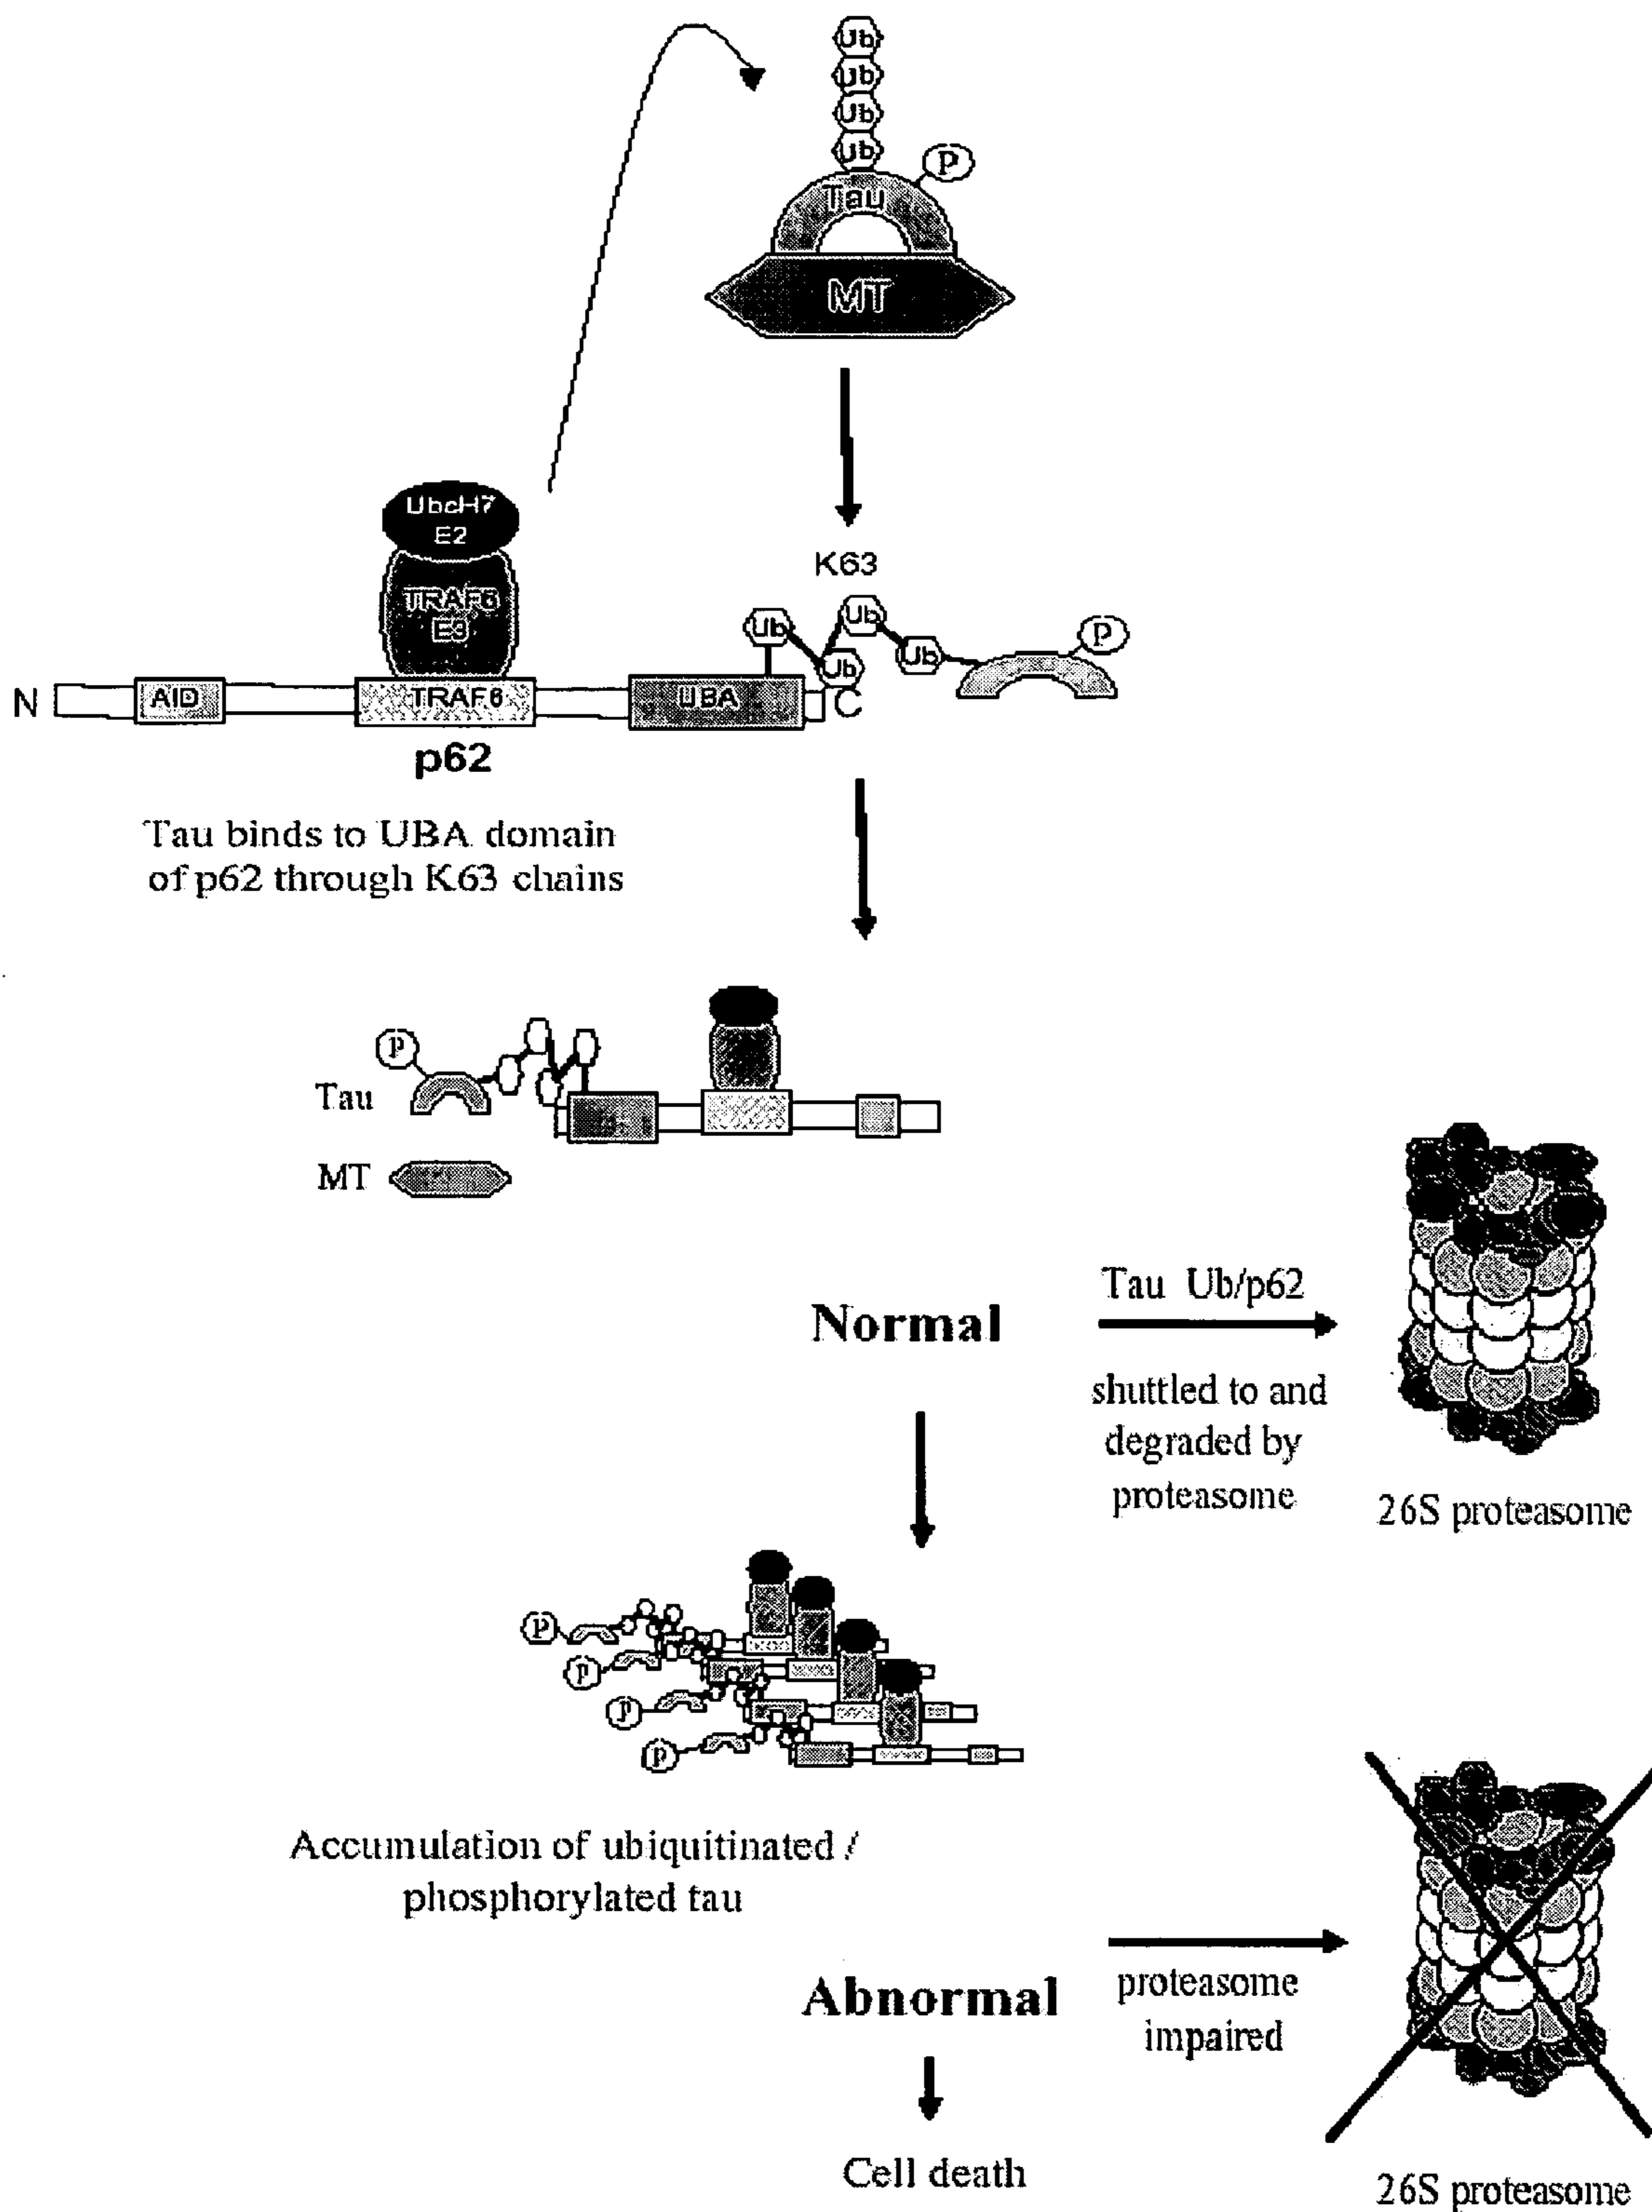 Ub
Ub
Ub
Ub
P
Tau
MT
UbcH7
E2
TRAF6
E3
K63
Ub
Ub
Ub
Ub
P
N
AID
TRAF6
UBA
C
p62
Tau binds to UBA domain
of p62 through K63 chains
P
Tau
MT
Normal
Tau Ub/p62
shuttled to and
degraded by
proteasome
26S proteasome
P
P
P
P
Accumulation of ubiquitinated /
phosphorylated tau
Abnormal
proteasome
impaired
Cell death
26S proteasome